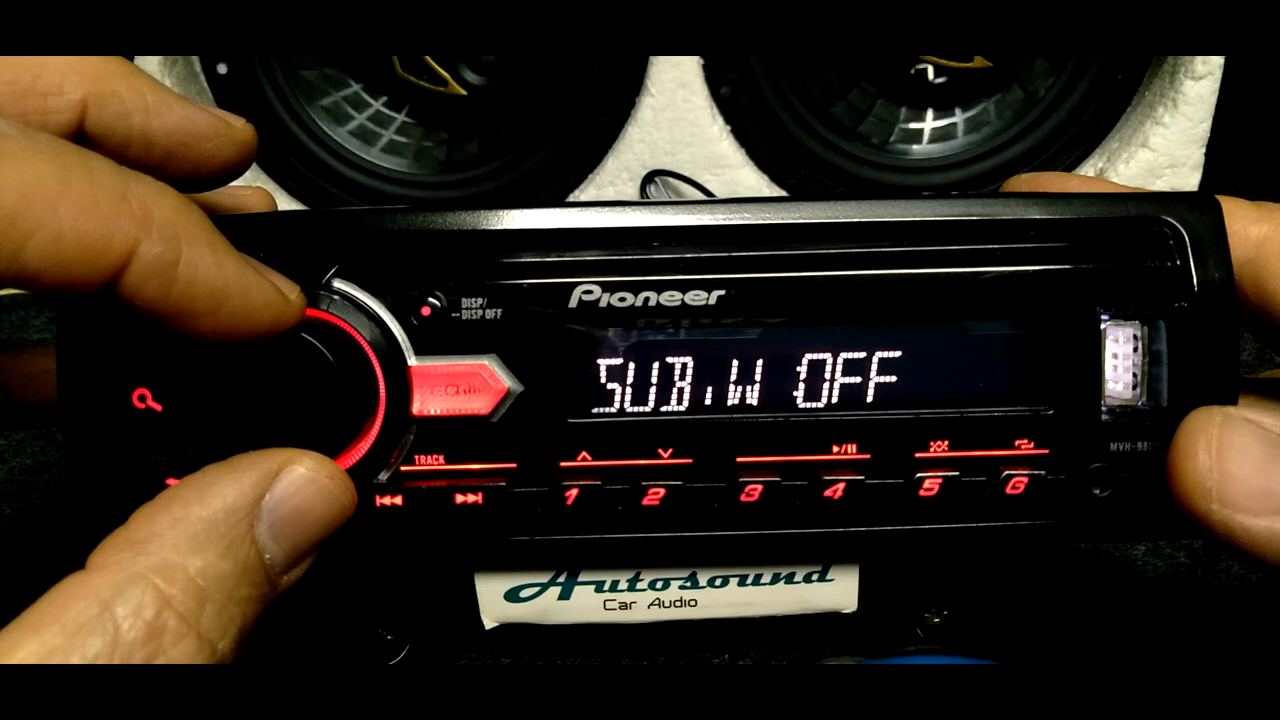 DISP/
DISP OFF
Pioneer
SUB.W OFF
TRACK
1 2 3 4 5 6
Autosound
Car Audio